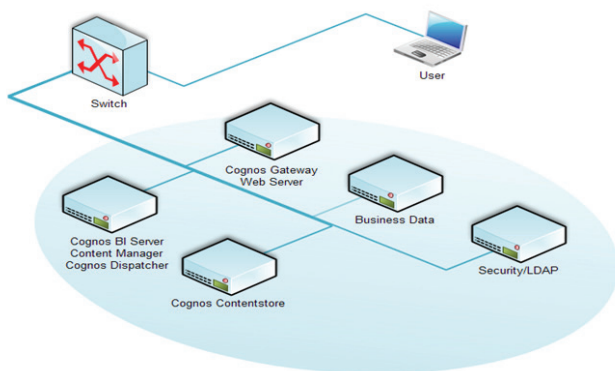 User
Switch
Cognos Gateway
Web Server
Business Data
Cognos BI Server
Content Manager
Cognos Dispatcher
Security/LDAP
Cognos Contentstore